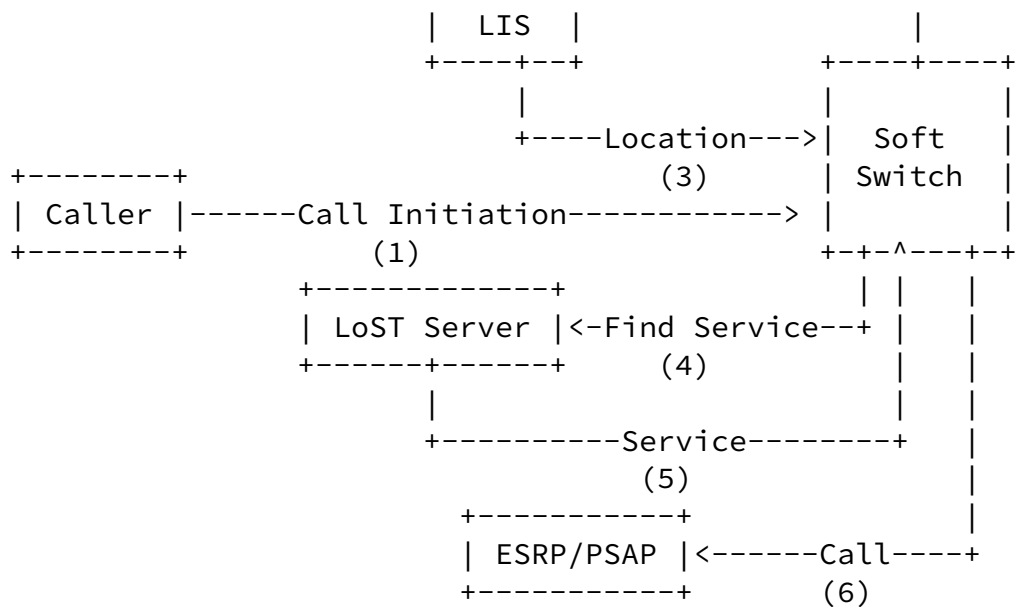 LIS
Location
Soft
(3)
Switch
Caller
Call Initiation
(1)
LoST Server
Find Service
(4)
Service
(5)
ESRP/PSAP
Call
(6)